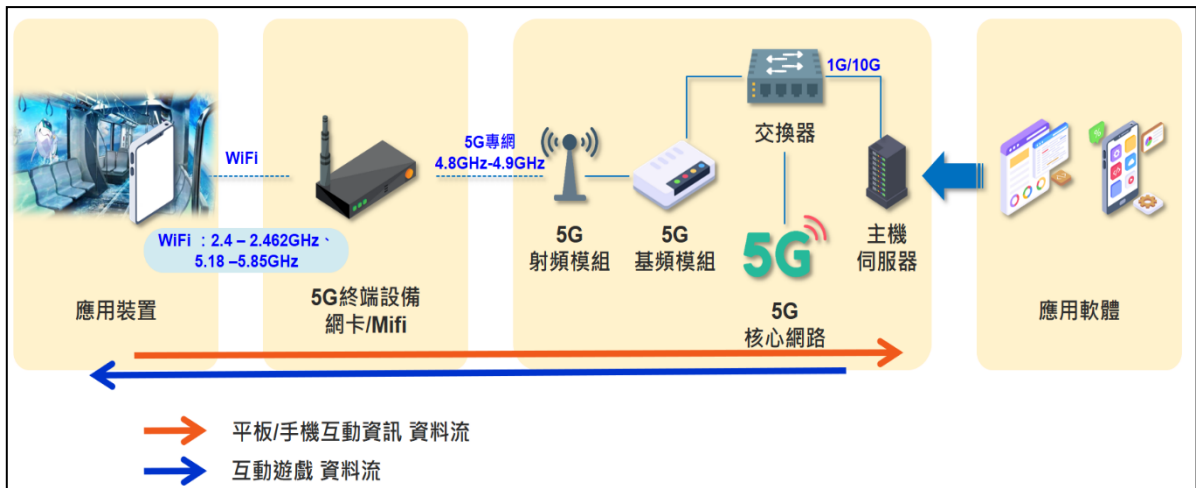 1G/10G
交換器
WiFi
5G專網
4.8GHz-4.9GHz
WiFi ：2.4 – 2.462GHz、
5.18 –5.85GHz
5G
射頻模組
5G
基頻模組
5G
5G
核心網路
主機
伺服器
應用裝置
5G終端設備
網卡/Mifi
應用軟體
平板/手機互動資訊 資料流
互動遊戲 資料流